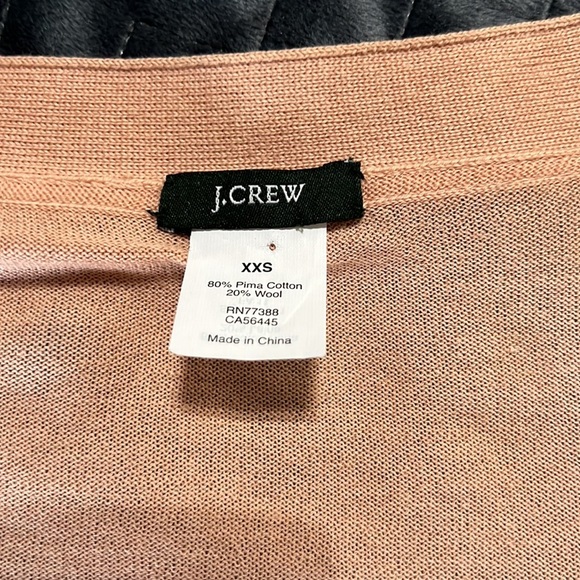 J.CREW
XXS
80% Pima Cotton
20% Wool
RN77388
CA56445
Made in China